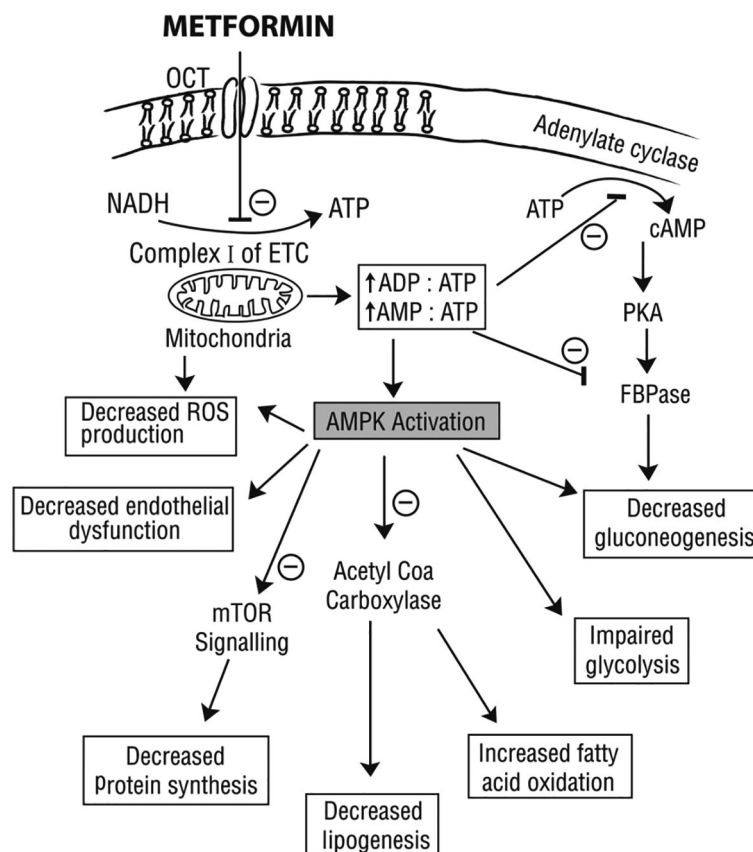 METFORMIN
OCT
Adenylate cyclase
NADH
ATP
ATP
cAMP
Complex I of ETC
↑ADP : ATP
↑AMP : ATP
PKA
Mitochondria
FBPase
Decreased ROS
production
AMPK Activation
Decreased endothelial
dysfunction
Decreased
gluconeogenesis
Acetyl Coa
Carboxylase
mTOR
Signalling
Impaired
glycolysis
Decreased
protein synthesis
Increased fatty
acid oxidation
Decreased
lipogenesis